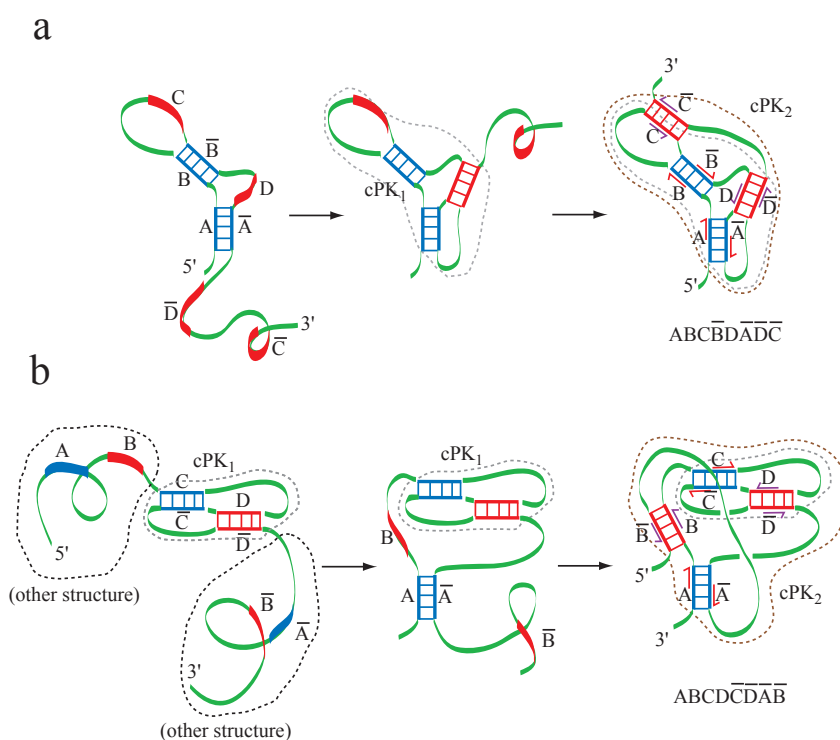 a
C
B̄
B
D
A
Ā
5'
D̄
C̄
3'
cPK₁
3'
C̄
C
cPK₂
B̄
B
D
D̄
A
Ā
5'
ABCB̄DĀD̄C̄
b
A
B
5'
(other structure)
cPK₁
C
C̄
D
D̄
B̄
Ā
3'
(other structure)
cPK₁
B
A
Ā
B̄
C
C̄
D
D̄
B
B̄
5'
A
Ā
3'
cPK₂
ABCDC̄D̄ĀB̄